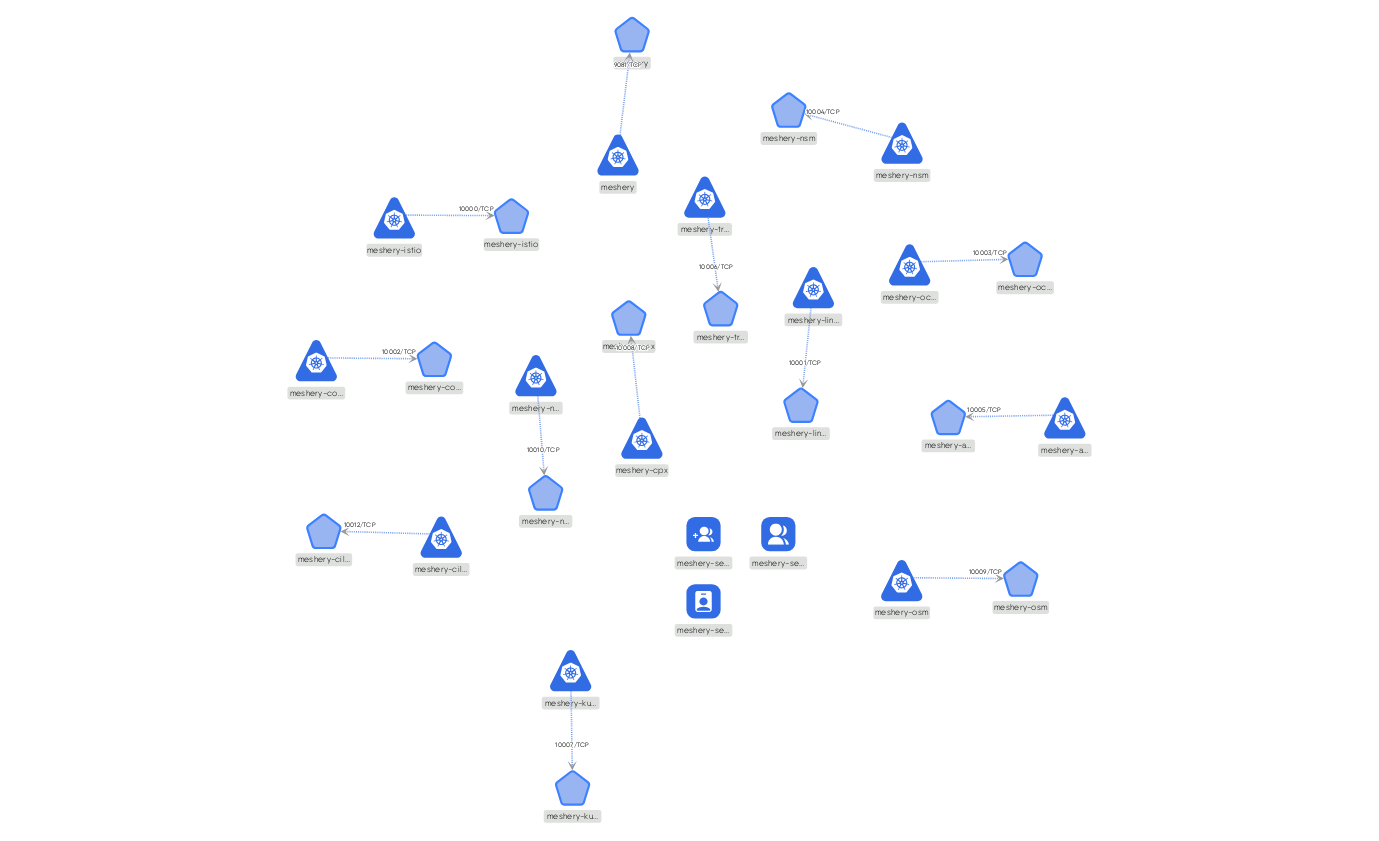 9081/TCP
meshery
10004/TCP
meshery-nsm
meshery-nsm
meshery-tr...
10000/TCP
meshery-istio
meshery-istio
10003/TCP
meshery-oc...
meshery-oc...
10006/TCP
meshery-tr...
meshery-lin...
10008/TCP
10002/TCP
meshery-co...
meshery-co...
10001/TCP
meshery-lin...
meshery-n...
10005/TCP
meshery-a...
meshery-a...
10010/TCP
meshery-cpx
meshery-n...
10012/TCP
meshery-cil...
meshery-cil...
meshery-se...
meshery-se...
10009/TCP
meshery-osm
meshery-osm
meshery-se...
meshery-ku...
10007/TCP
meshery-ku...